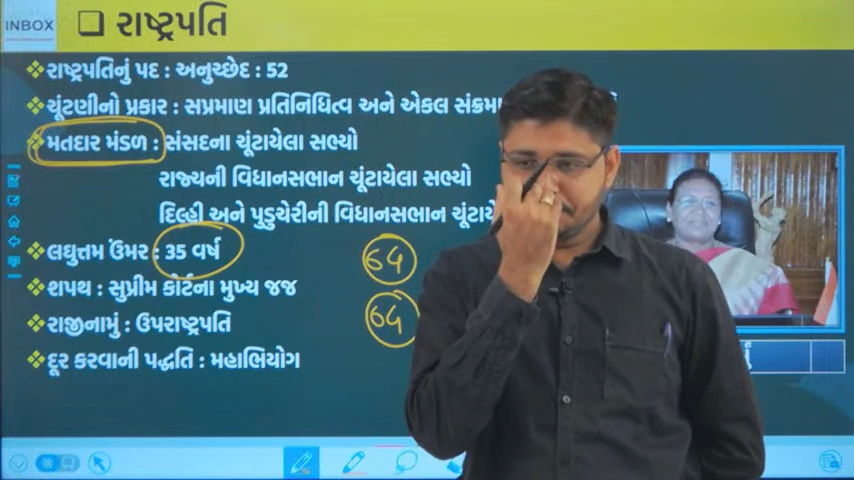 INBOX
❑ રાષ્ટ્રપતિ
❖રાષ્ટ્રપતિનું પદ : અનુચ્છેદ : 52
❖ચૂંટણીનો પ્રકાર : સપ્રમાણ પ્રતિનિધિત્વ અને એકલ
❖મતદાર મંડળ : સંસદના ચૂંટાયેલા સભ્યો
રાજ્યની વિધાનસભાન ચૂંટાયેલા સભ્યો
દિલ્હી અને પુડુચેરીની વિધાનસભાન
❖લઘુત્તમ ઉંમર : 35 વર્ષ
❖શપથ : સુપ્રીમ કોર્ટના મુખ્ય જજ
❖રાજીનામું : ઉપરાષ્ટ્રપતિ
❖દૂર કરવાની પદ્ધતિ : મહાભિયોગ